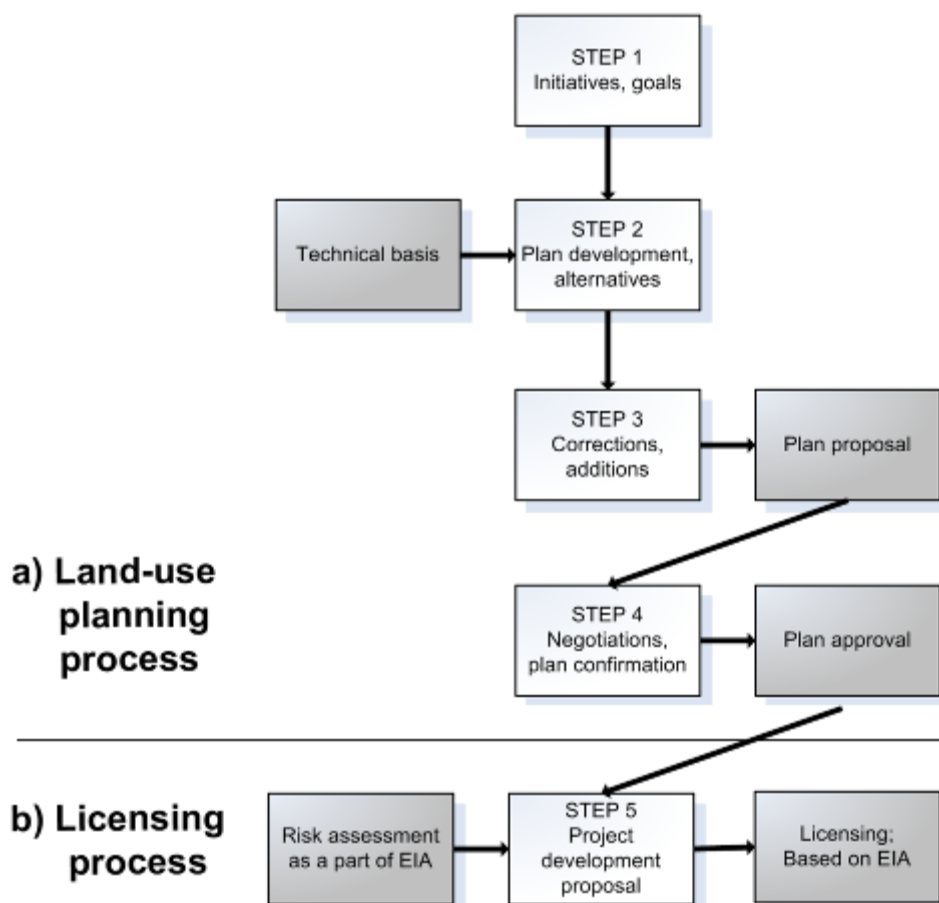 STEP 1
Initiatives, goals
Technical basis
STEP 2
Plan development,
alternatives
STEP 3
Corrections,
additions
Plan proposal
a) Land-use
planning
process
STEP 4
Negotiations,
plan confirmation
Plan approval
b) Licensing
process
Risk assessment
as a part of EIA
STEP 5
Project
development
proposal
Licensing;
Based on EIA